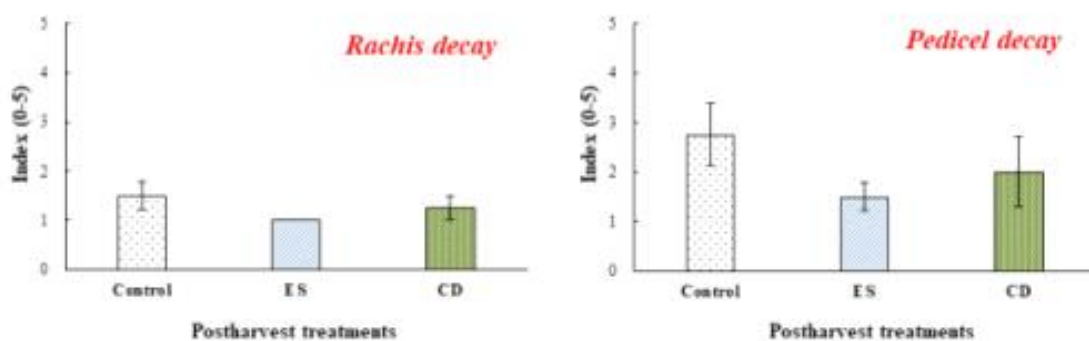 Rachis decay
Index (0-5)
5
4
3
2
1
0
Control ES CD
Postharvest treatments
Pedicel decay
Index (0-5)
5
4
3
2
1
0
Control ES CD
Postharvest treatments